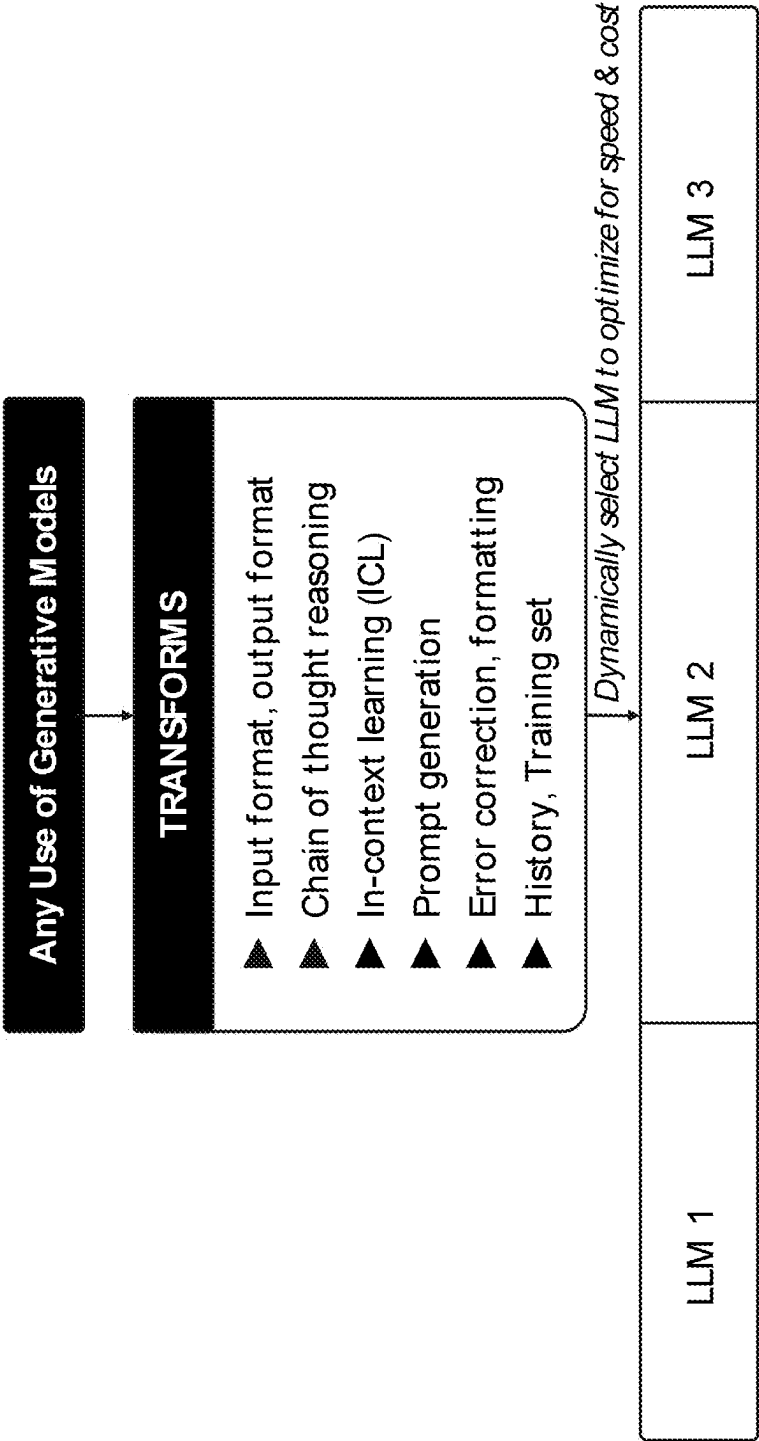 Any Use of Generative Models
TRANSFORMS
Input format, output format
Chain of thought reasoning
In-context learning (ICL)
Prompt generation
Error correction, formatting
History, Training set
Dynamically select LLM to optimize for speed & cost
LLM 1
LLM 2
LLM 3